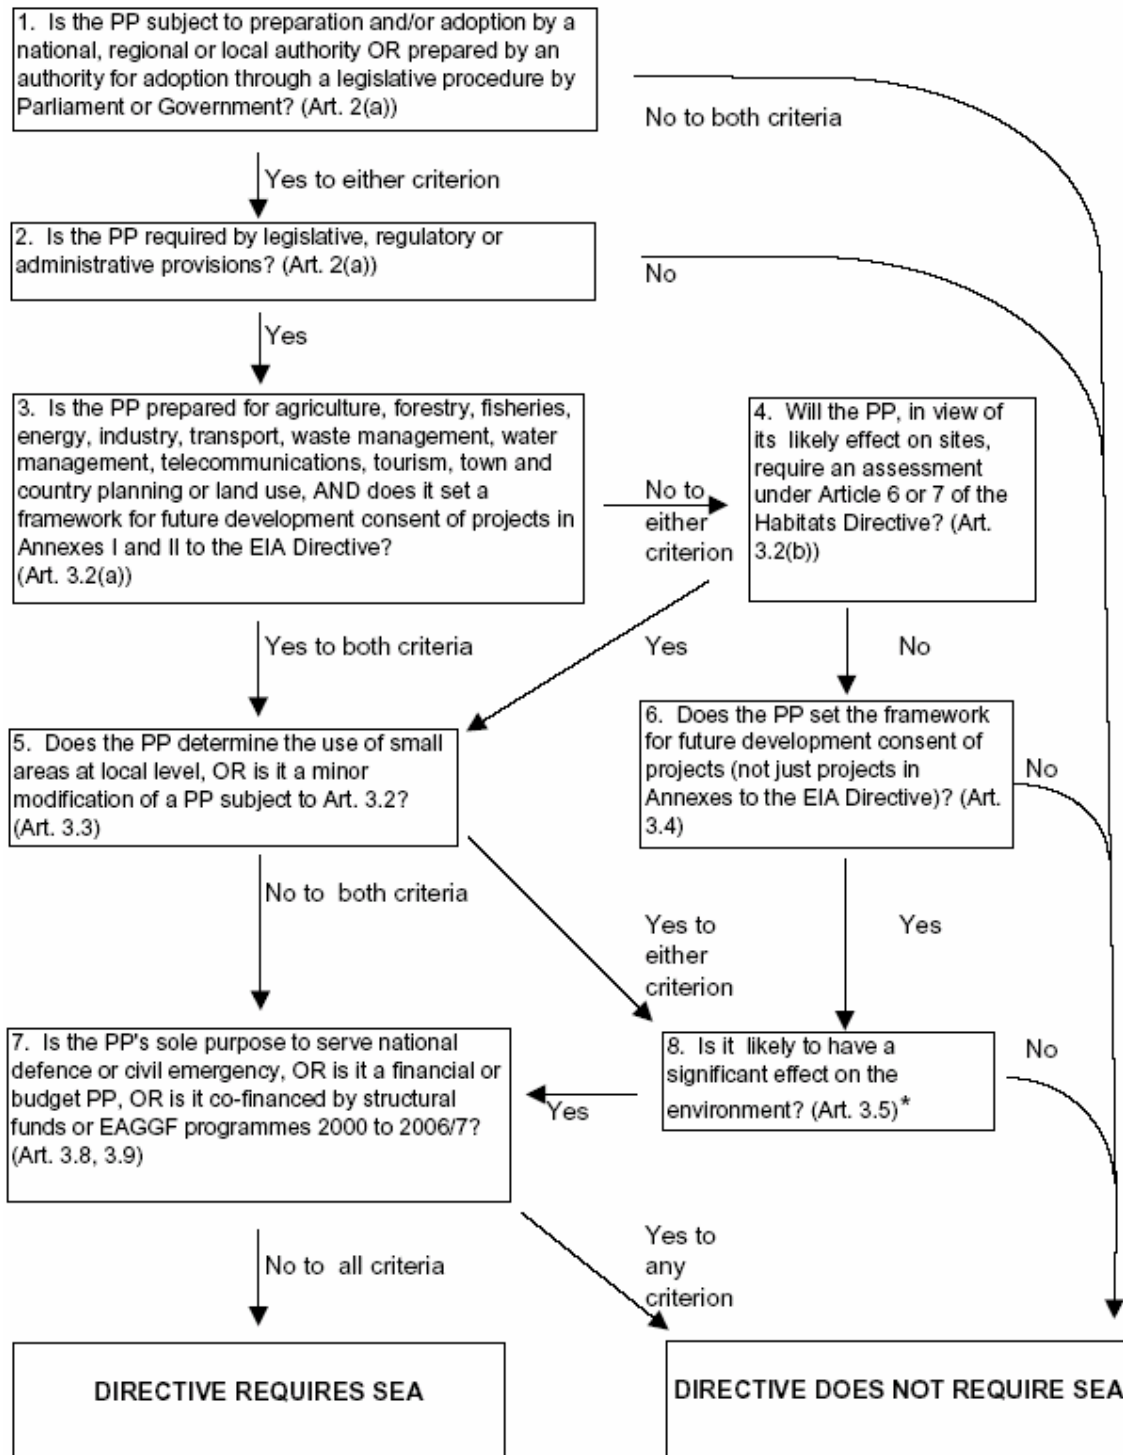 1. Is the PP subject to preparation and/or adoption by a
national, regional or local authority OR prepared by an
authority for adoption through a legislative procedure by
Parliament or Government? (Art. 2(a))
No to both criteria
Yes to either criterion
2. Is the PP required by legislative, regulatory or
administrative provisions? (Art. 2(a))
No
Yes
3. Is the PP prepared for agriculture, forestry, fisheries,
energy, industry, transport, waste management, water
management, telecommunications, tourism, town and
country planning or land use, AND does it set a
framework for future development consent of projects in
Annexes I and II to the EIA Directive?
(Art. 3.2(a))
No to
either
criterion
4. Will the PP, in view of
its likely effect on sites,
require an assessment
under Article 6 or 7 of the
Habitats Directive? (Art.
3.2(b))
Yes to both criteria
Yes
No
5. Does the PP determine the use of small
areas at local level, OR is it a minor
modification of a PP subject to Art. 3.2?
(Art. 3.3)
6. Does the PP set the framework
for future development consent of
projects (not just projects in
Annexes to the EIA Directive)? (Art.
3.4)
No
No to both criteria
Yes to
either
criterion
Yes
7. Is the PP's sole purpose to serve national
defence or civil emergency, OR is it a financial or
budget PP, OR is it co-financed by structural
funds or EAGGF programmes 2000 to 2006/7?
(Art. 3.8, 3.9)
Yes
8. Is it likely to have a
significant effect on the
environment? (Art. 3.5)*
No
No to all criteria
Yes to
any
criterion
DIRECTIVE REQUIRES SEA
DIRECTIVE DOES NOT REQUIRE SEA